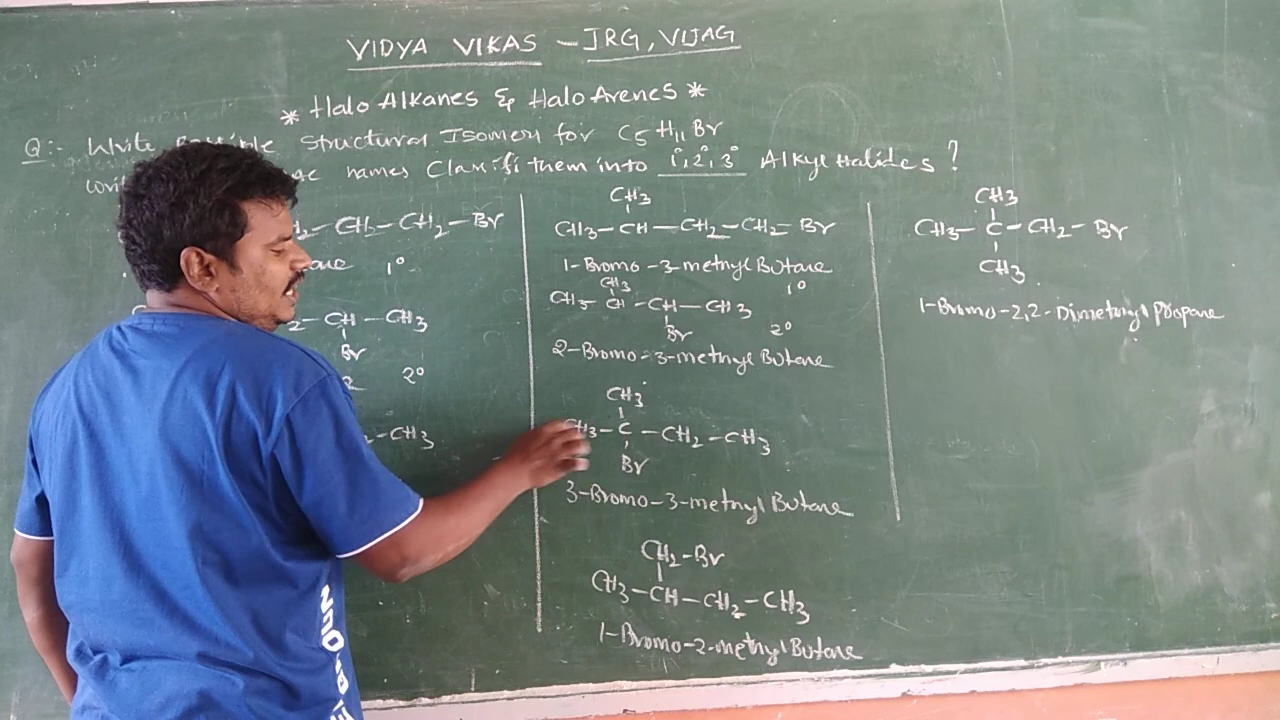 VIDYA VIKAS - JRG, VIJAG
* Halo Alkanes & Halo Arenes *
Q:- Write Structural Isomers for C5 H11 Br
names Classifi them into 1°, 2°, 3° Alkyl Halides ?
- CH2 - CH2 - Br
1°
- CH - CH3
Br
2 2°
- CH3
CH3
CH3 - CH - CH2 - CH2 - Br
1-Bromo-3-methyl Butane
1°
CH3
CH3 - CH - CH - CH3
Br 2°
2-Bromo-3-methyl Butane
CH3
CH3 - C - CH2 - CH3
Br
3-Bromo-3-methyl Butane
CH2-Br
CH3 - CH - CH2 - CH3
1-Bromo-2-methyl Butane
CH3
CH3 - C - CH2 - Br
CH3
1-Bromo-2,2-Dimethyl propane